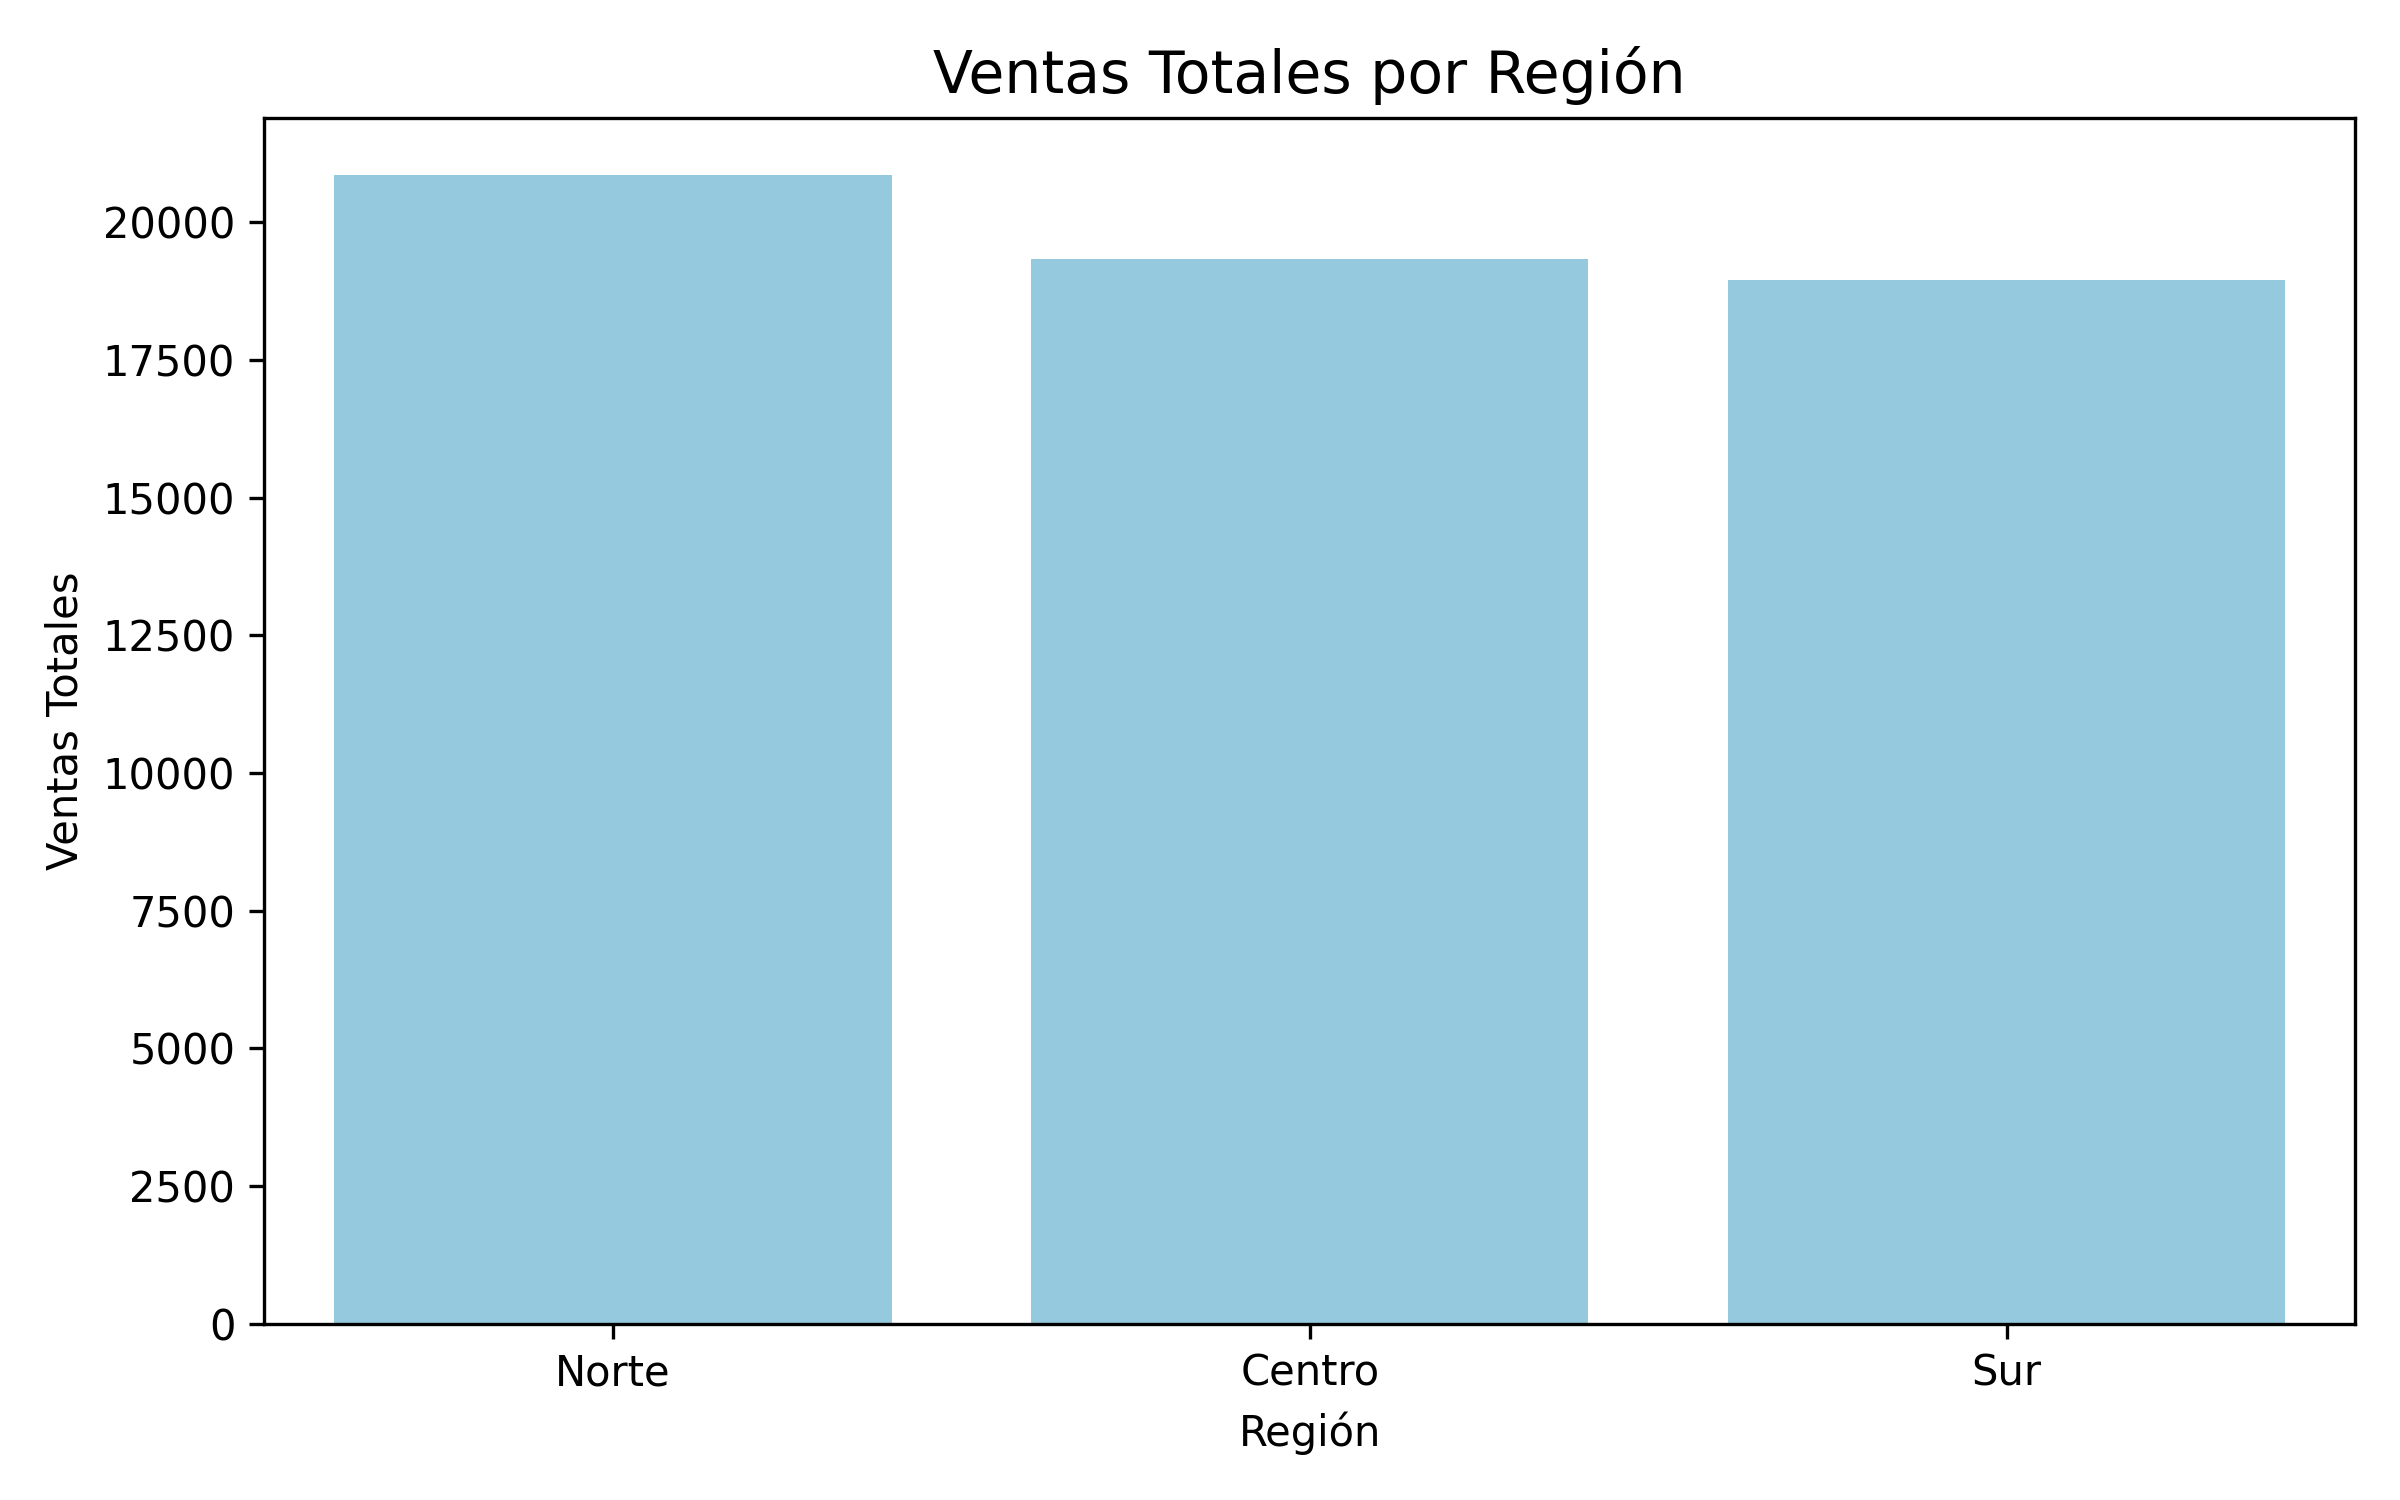 Ventas Totales por Región
Ventas Totales
20000
17500
15000
12500
10000
7500
5000
2500
0
Norte
Centro
Sur
Región